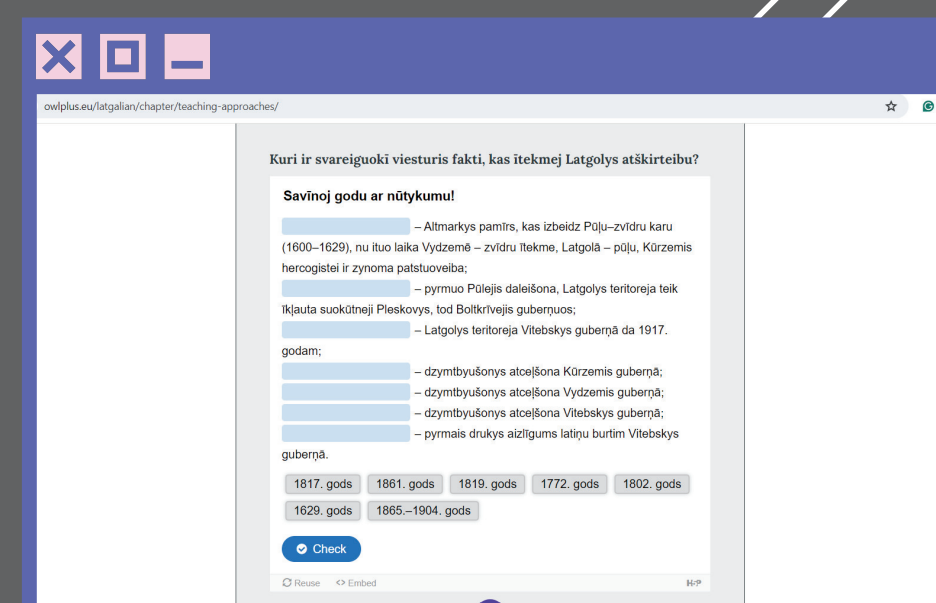 owlplus.eu/latgalian/chapter/teaching-approaches/
Kuri ir svareiguokī viesturis fakti, kas ītekmej Latgolys atškirteibu?
Savīnoj godu ar nūtykumu!
– Altmarkys pamīrs, kas izbeidz Pūļu–zvīdru karu
(1600–1629), nu ituo laika Vydzemē – zvīdru ītekme, Latgolā – pūļu, Kūrzemis
hercogistei ir zynoma patstuoveiba;
– pyrmuo Pūlejis daleišona, Latgolys teritoreja teik
īkļauta suokūtneji Pleskovys, tod Boltkrīvejis guberņuos;
– Latgolys teritoreja Vitebskys guberņā da 1917.
godam;
– dzymtbyušonys atceļšona Kūrzemis guberņā;
– dzymtbyušonys atceļšona Vydzemis guberņā;
– dzymtbyušonys atceļšona Vitebskys guberņā;
– pyrmais drukys aizlīgums latiņu burtim Vitebskys
guberņā.
1817. gods 1861. gods 1819. gods 1772. gods 1802. gods
1629. gods 1865.–1904. gods
Check
Reuse <> Embed H5P